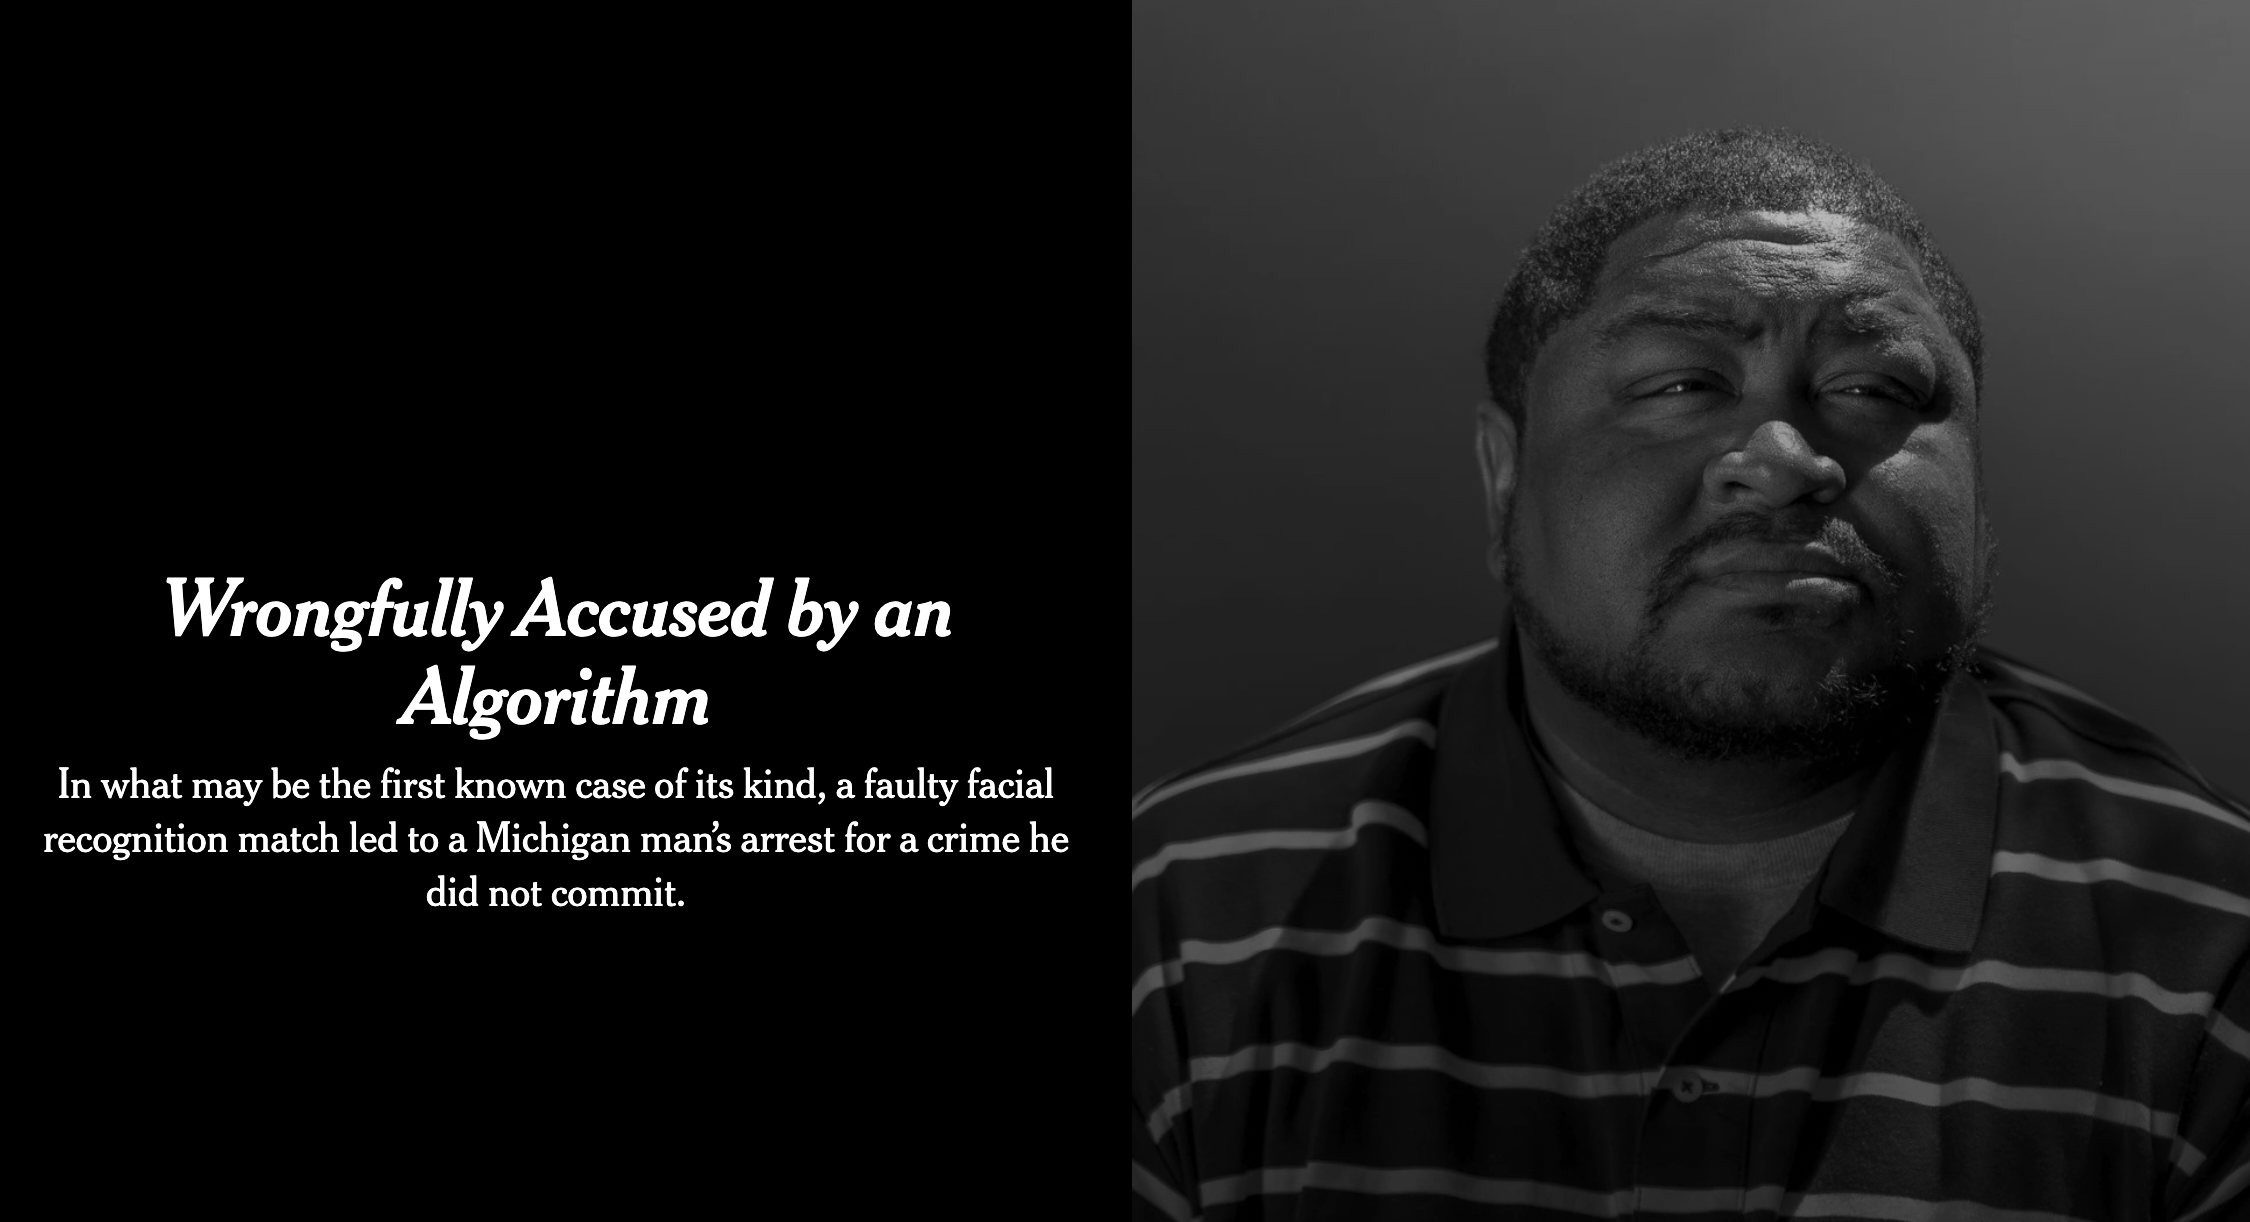 Wrongfully Accused by an
Algorithm
In what may be the first known case of its kind, a faulty facial
recognition match led to a Michigan man’s arrest for a crime he
did not commit.